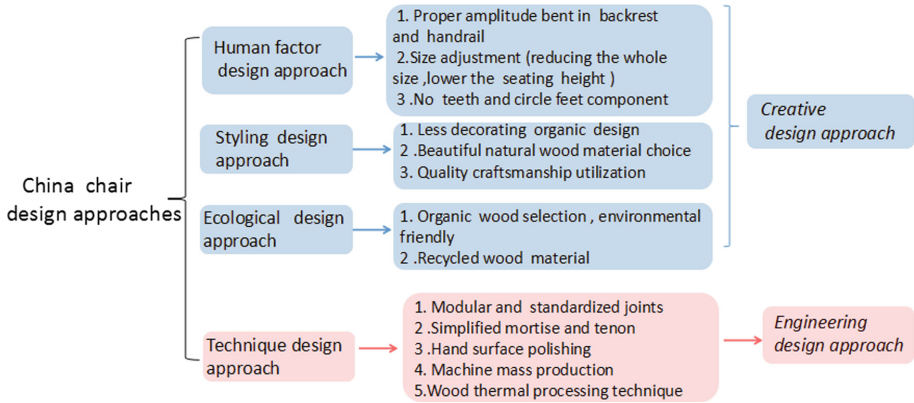 China chair
design approaches
Human factor
design approach
1. Proper amplitude bent in backrest
and handrail
2.Size adjustment (reducing the whole
size ,lower the seating height )
3 .No teeth and circle feet component
Styling design
approach
1. Less decorating organic design
2 .Beautiful natural wood material choice
3. Quality craftsmanship utilization
Ecological design
approach
1. Organic wood selection , environmental
friendly
2 .Recycled wood material
Creative
design approach
Technique design
approach
1. Modular and standardized joints
2 .Simplified mortise and tenon
3 .Hand surface polishing
4. Machine mass production
5.Wood thermal processing technique
Engineering
design approach